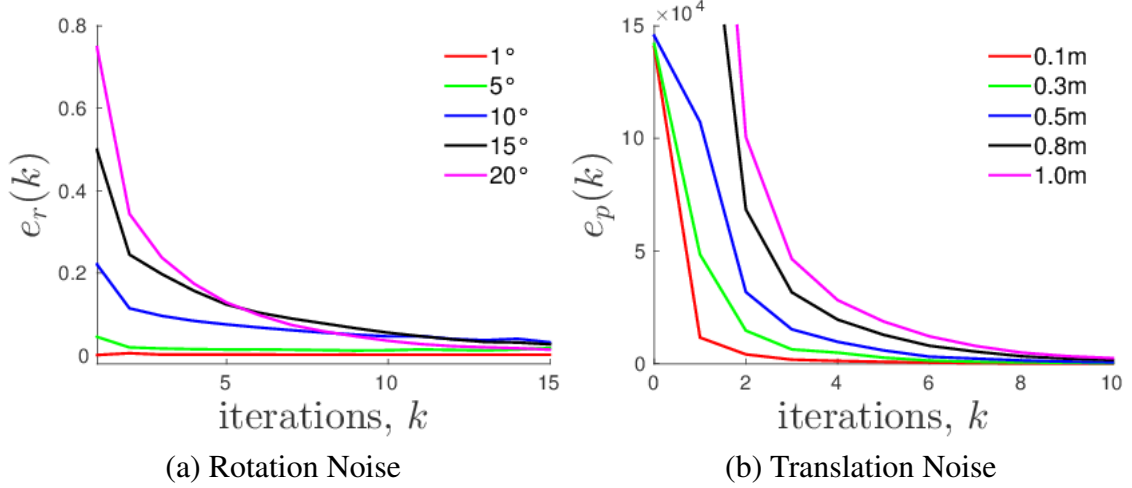 0.8
0.6
0.4
0.2
0
5
10
15
e_r(k)
iterations, k
1°
5°
10°
15°
20°
(a) Rotation Noise
×10^4
15
10
5
0
0
2
4
6
8
10
e_p(k)
iterations, k
0.1m
0.3m
0.5m
0.8m
1.0m
(b) Translation Noise